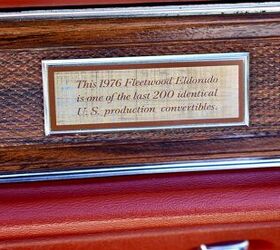 This 1976 Fleetwood Eldorado
is one of the last 200 identical
U. S. production convertibles.